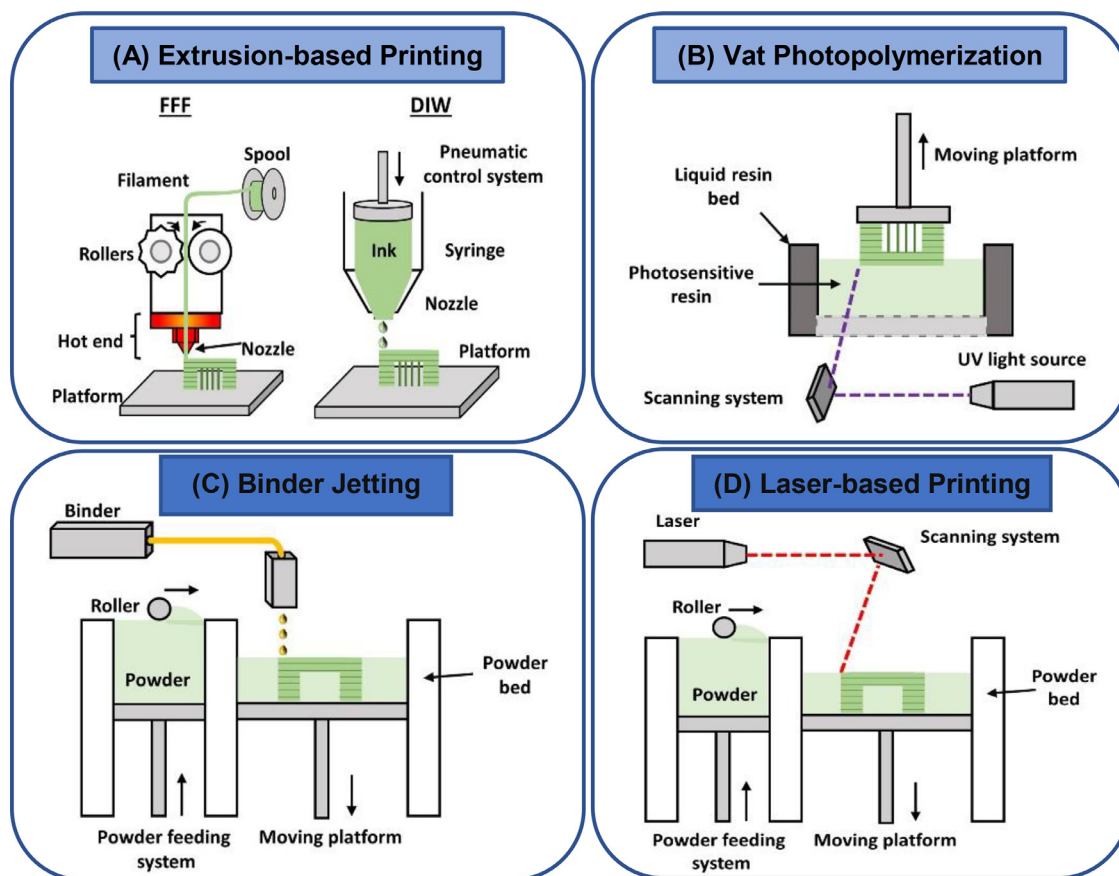 (A) Extrusion-based Printing
FFF
DIW
Spool
Filament
Rollers
Hot end
Nozzle
Platform
Pneumatic
control system
Ink
Syringe
Nozzle
Platform
(B) Vat Photopolymerization
Moving platform
Liquid resin
bed
Photosensitive
resin
UV light source
Scanning system
(C) Binder Jetting
Binder
Roller
Powder
Powder
bed
Powder feeding
system
Moving platform
(D) Laser-based Printing
Laser
Scanning system
Roller
Powder
Powder
bed
Powder feeding
system
Moving platform